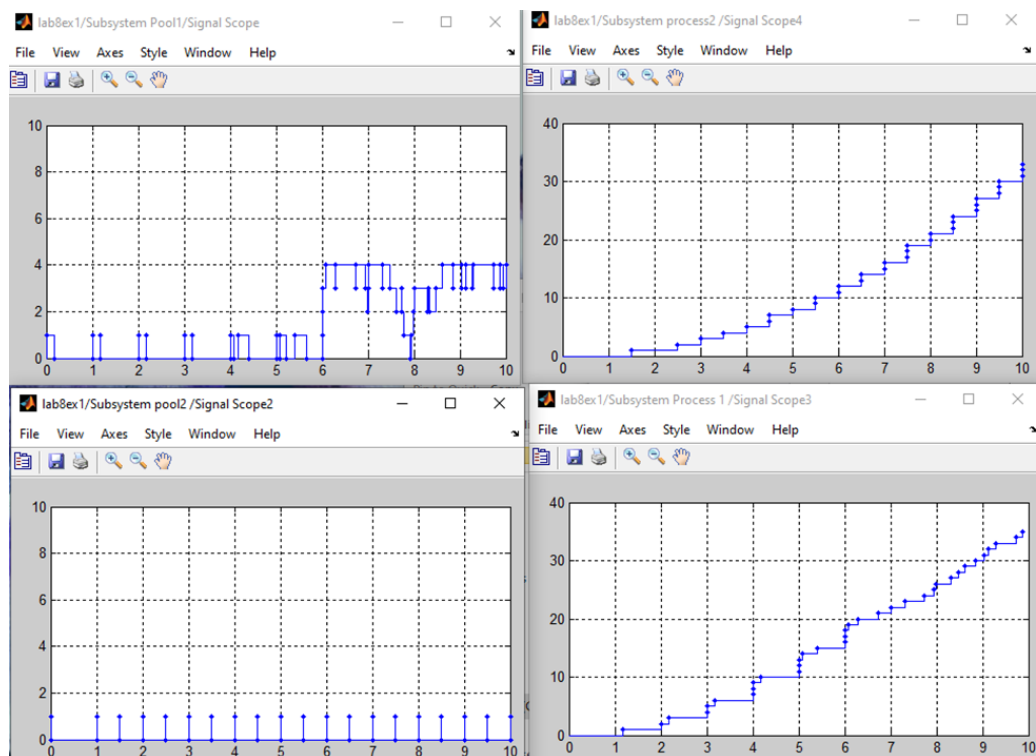 lab8ex1/Subsystem Pool1/Signal Scope
File View Axes Style Window Help
10
8
6
4
2
0
0 1 2 3 4 5 6 7 8 9 10
lab8ex1/Subsystem process2 /Signal Scope4
File View Axes Style Window Help
40
30
20
10
0
0 1 2 3 4 5 6 7 8 9 10
lab8ex1/Subsystem pool2 /Signal Scope2
File View Axes Style Window Help
10
8
6
4
2
0
0 1 2 3 4 5 6 7 8 9 10
lab8ex1/Subsystem Process 1 /Signal Scope3
File View Axes Style Window Help
40
30
20
10
0
0 1 2 3 4 5 6 7 8 9 10